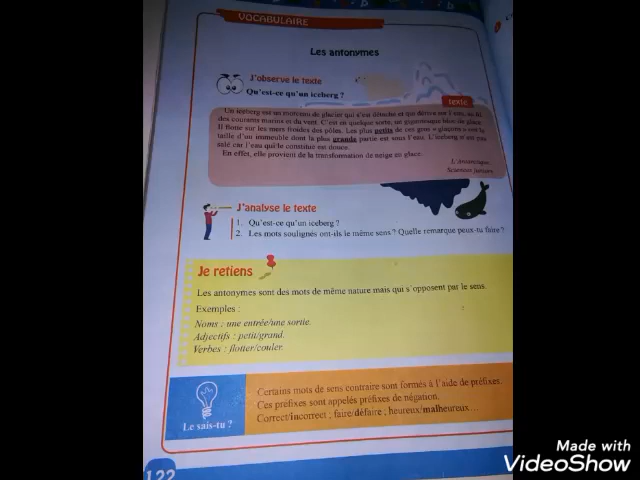 VOCABULAIRE
Les antonymes
J'observe le texte
Qu'est-ce qu'un iceberg ?
texte
Un iceberg est un morceau de glacier qui s'est détaché et qui dérive sur l'eau, au fil
des courants marins et du vent. C'est en quelque sorte, un gigantesque bloc de glace.
Il flotte sur les mers froides des pôles. Les plus petits de ces gros « glaçons » ont la
taille d'un immeuble dont la plus grande partie est sous l'eau. L'iceberg n'est pas
salé car l'eau qui le constitue est douce.
En effet, elle provient de la transformation de neige en glace.
L'Antarctique
Sciences juniors
J'analyse le texte
1. Qu'est-ce qu'un iceberg ?
2. Les mots soulignés ont-ils le même sens ? Quelle remarque peux-tu faire ?
Je retiens
Les antonymes sont des mots de même nature mais qui s'opposent par le sens.
Exemples :
Noms : une entrée/une sortie.
Adjectifs : petit/grand.
Verbes : flotter/couler.
Le sais-tu ?
Certains mots de sens contraire sont formés à l'aide de préfixes.
Ces préfixes sont appelés préfixes de négation.
Correct/incorrect ; faire/défaire ; heureux/malheureux…
122
Made with
VideoShow